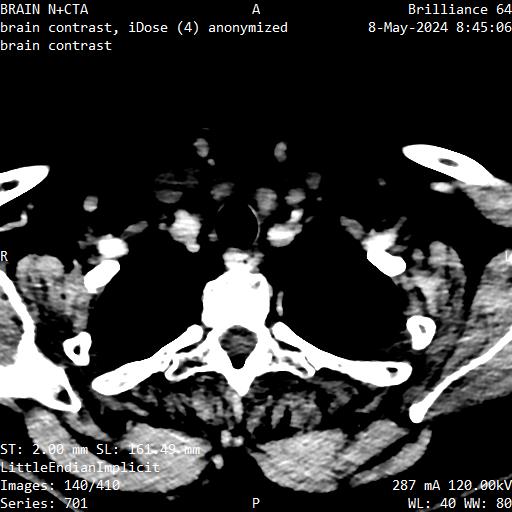 BRAIN N+CTA
A
Brilliance 64
brain contrast, iDose (4) anonymized
8-May-2024 8:45:06
brain contrast
R
L
ST: 2.00 mm SL: 161.49 mm
LittleEndianImplicit
Images: 140/410
287 mA 120.00kV
Series: 701
P
WL: 40 WW: 80